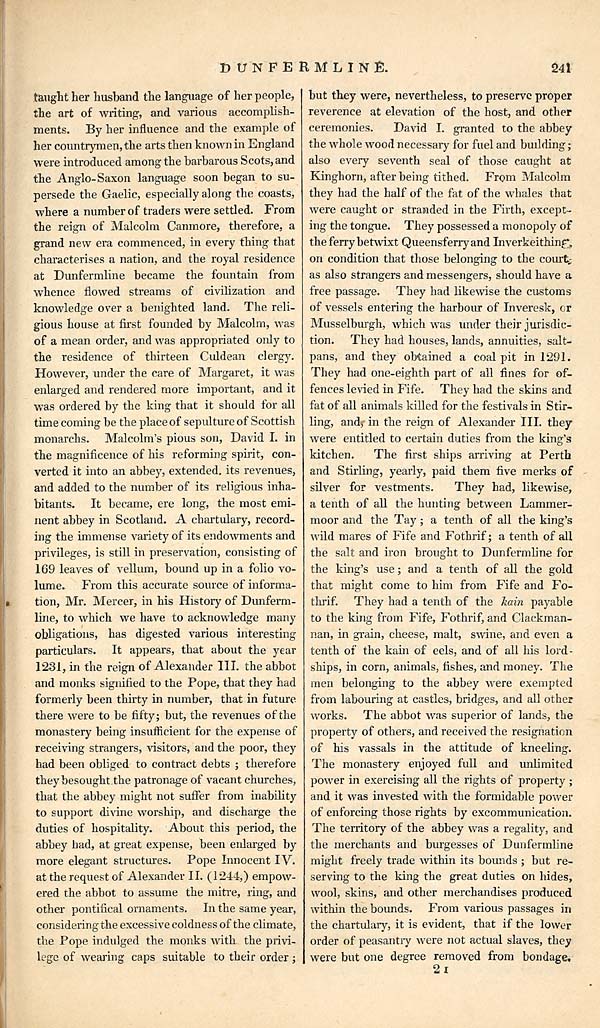 DUNFERMLINE.
241
taught her husband the language of her people,
the art of writing, and various accomplish-
ments. By her influence and the example of
her countrymen, the arts then known in England
were introduced among the barbarous Scots, and
the Anglo-Saxon language soon began to su-
persede the Gaelic, especially along the coasts,
where a number of traders were settled. From
the reign of Malcolm Canmore, therefore, a
grand new era commenced, in every thing that
characterises a nation, and the royal residence
at Dunfermline became the fountain from
whence flowed streams of civilization and
knowledge over a benighted land. The reli-
gious house at first founded by Malcolm, was
of a mean order, and was appropriated only to
the residence of thirteen Culdean clergy.
However, under the care of Margaret, it was
enlarged and rendered more important, and it
was ordered by the king that it should for all
time coming be the place of sepulture of Scottish
monarchs. Malcolm's pious son, David I. in
the magnificence of his reforming spirit, con-
verted it into an abbey, extended. its revenues,
and added to the number of its religious inha-
bitants. It became, ere long, the most emi-
nent abbey in Scotland. A chartulary, record-
ing the immense variety of its endowments and
privileges, is still in preservation, consisting of
169 leaves of vellum, bound up in a folio vo-
lume. From this accurate source of informa-
tion, Mr. Mercer, in his History of Dunferm-
line, to which we have to acknowledge many
obligations, has digested various interesting
particulars. It appears, that about the year
1231, in the reign of Alexander III. the abbot
and monks signified to the Pope, that they had
formerly been thirty in number, that in future
there were to be fifty; but, the revenues of the
monastery being insufficient for the expense of
receiving strangers, visitors, and the poor, they
had been obliged to contract debts ; therefore
they besought the patronage of vacant churches,
that the abbey might not suffer from inability
to support divine worship, and discharge the
duties of hospitality. About this period, the
abbey had, at great expense, been enlarged by
more elegant structures. Pope Innocent IV.
at the request of Alexander II. (1244,) empow-
ered the abbot to assume the mitre, ring, and
other pontifical ornaments. In the same year,
considering the excessive coldness of the climate,
the Pope indulged the monks with the privi-
lege of wearing caps suitable to their order ;
but they were, nevertheless, to preserve proper
reverence at elevation of the host, and other
ceremonies. David I. granted to the abbey
the whole wood necessary for fuel and building;
also every seventh seal of those caught at
Kinghorn, after being tithed. From Malcolm
they had the half of the fat of the whales that
were caught or stranded in the Firth, except-
ing the tongue. They possessed a monopoly of
the ferry betwixt Queensferry and Inverkeithing,
on condition that those belonging to the court,
as also strangers and messengers, should have a
free passage. They had likewise the customs
of vessels entering the harbour of Inveresk, or
Musselburgh, which was under their jurisdic-
tion. They had houses, lands, annuities, salt-
pans, and they obtained a coal pit in 1291.
They had one-eighth part of all fines for of-
fences levied in Fife. They had the skins and
fat of all animals killed for the festivals in Stir-
ling, and, in the reign of Alexander III. they
were entitled to certain duties from the king's
kitchen. The first ships arriving at Perth
and Stirling, yearly, paid them five merks of
silver for vestments. They had, likewise,
a tenth of all the hunting between Lammer-
moor and the Tay ; a tenth of all the king's
wild mares of Fife and Fothrif; a tenth of all
the salt and iron brought to Dunfermline for
the king's use ; and a tenth of all the gold
that might come to him from Fife and Fo-
thrif. They had a tenth of the kain payable
to the king from Fife, Fothrif, and Clackman-
nan, in grain, cheese, malt, swine, and even a
tenth of the kain of eels, and of all his lord-
ships, in corn, animals, fishes, and money. The
men belonging to the abbey were exempted
from labouring at castles, bridges, and all other
works. The abbot was superior of lands, the
property of others, and received the resignation
of his vassals in the attitude of kneeling.
The monastery enjoyed full and unlimited
power in exercising all the rights of property ;
and it was invested with the formidable power
of enforcing those rights by excommunication.
The territory of the abbey was a regality, and
the merchants and burgesses of Dunfermline
might freely trade within its bounds ; but re-
serving to the king the great duties on hides,
wool, skins, and other merchandises produced
within the bounds. From various passages in
the chartulary, it is evident, that if the lower
order of peasantry were not actual slaves, they
were but one degree removed from bondage.
2 I